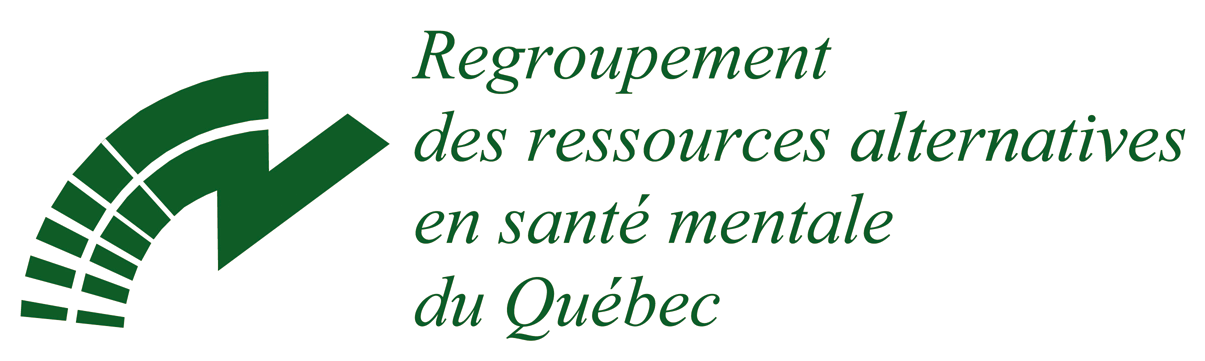 Regroupement
des ressources alternatives
en santé mentale
du Québec